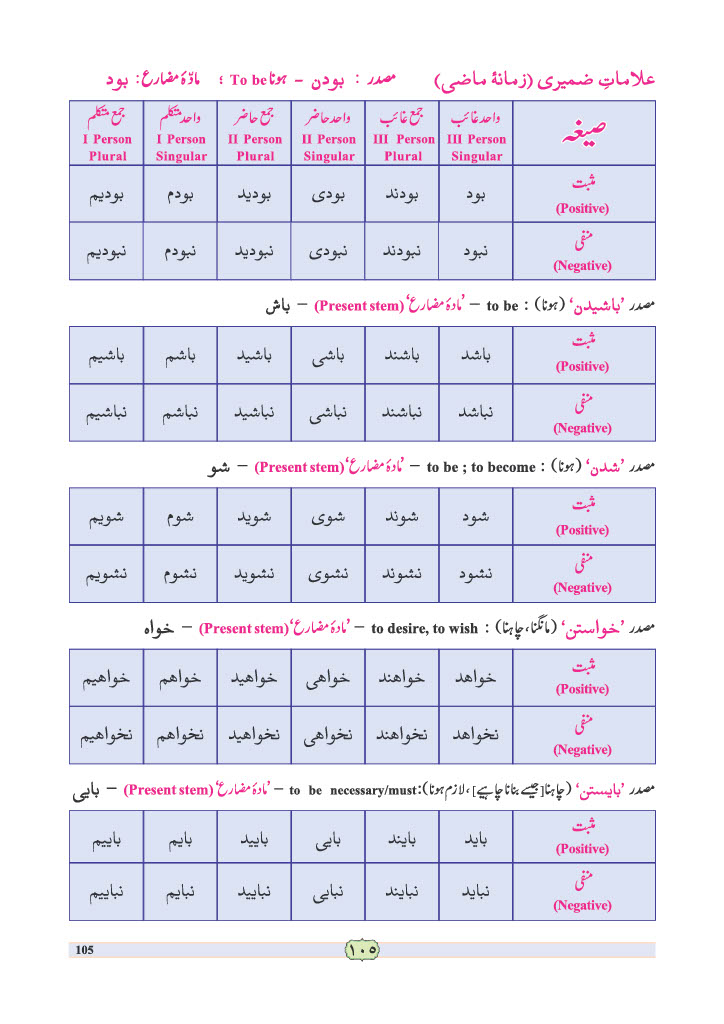 علاماتِ ضمیری (زمانۂ ماضی) مصدر : بودن – ہونا To be ؛ مادّۂ مضارع: بود
صیغہ واحد غائب III Person Singular جمع غائب III Person Plural واحد حاضر II Person Singular جمع حاضر II Person Plural واحد متکلم I Person Singular جمع متکلم I Person Plural
مثبت (Positive) بود بودند بودی بودید بودم بودیم
منفی (Negative) نبود نبودند نبودی نبودید نبودم نبودیم
مصدر ’باشیدن‘ (ہونا) : to be – ’مادۂ مضارع‘ (Present stem) – باش
مثبت (Positive) باشد باشند باشی باشید باشم باشیم
منفی (Negative) نباشد نباشند نباشی نباشید نباشم نباشیم
مصدر ’شدن‘ (ہونا) : to be ; to become – ’مادۂ مضارع‘ (Present stem) – شو
مثبت (Positive) شود شوند شوی شوید شوم شویم
منفی (Negative) نشود نشوند نشوی نشوید نشوم نشویم
مصدر ’خواستن‘ (مانگنا، چاہنا) : to desire, to wish – ’مادۂ مضارع‘ (Present stem) – خواہ
مثبت (Positive) خواهد خواهند خواهی خواهید خواهم خواهیم
منفی (Negative) نخواهد نخواهند نخواهی نخواهید نخواهم نخواهیم
مصدر ’بایستن‘ (چاہنا [جیسے بنانا چاہیے]، لازم ہونا): to be necessary/must – ’مادۂ مضارع‘ (Present stem) – بایی
مثبت (Positive) باید بایند بایی بایید بایم باییم
منفی (Negative) نباید نبایند نبایی نبایید نبایم نباییم
105 ۱۰۵